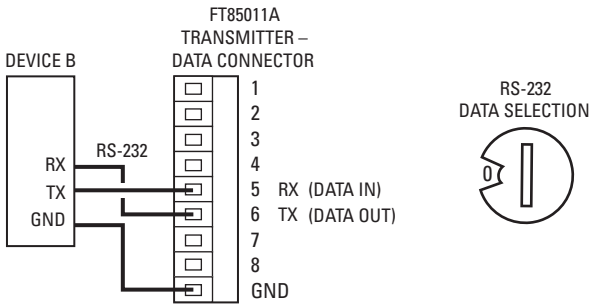 FT85011A
TRANSMITTER –
DATA CONNECTOR
DEVICE B
RS-232
RX
TX
GND
1
2
3
4
5 RX (DATA IN)
6 TX (DATA OUT)
7
8
GND
RS-232
DATA SELECTION
0